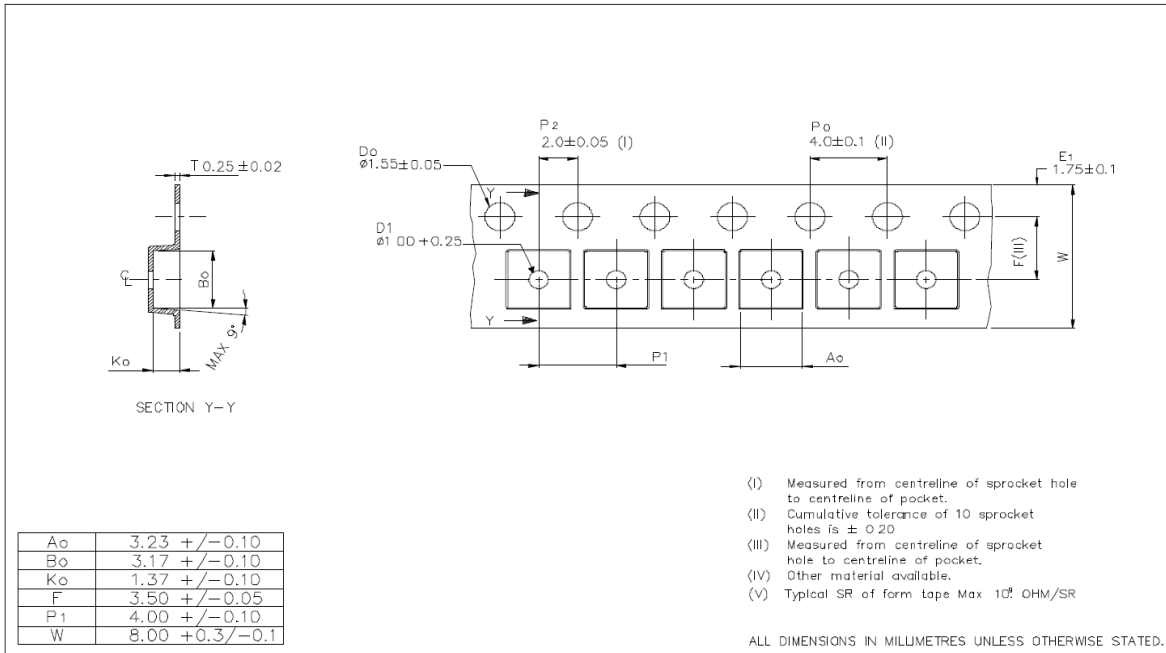 P2
2.0±0.05 (I)
Po
4.0±0.1 (II)
E1
1.75±0.1
Do
ø1.55±0.05
T 0.25±0.02
Y
D1
ø1.00 +0.25
F(III)
W
Bo
Y
MAX 9°
Ko
P1
Ao
SECTION Y-Y
(I) Measured from centreline of sprocket hole
to centreline of pocket.
(II) Cumulative tolerance of 10 sprocket
holes is ± 0.20
(III) Measured from centreline of sprocket
hole to centreline of pocket.
(IV) Other material available.
(V) Typical SR of form tape Max OHM/SR
Ao 3.23 +/-0.10
Bo 3.17 +/-0.10
Ko 1.37 +/-0.10
F 3.50 +/-0.05
P1 4.00 +/-0.10
W 8.00 +0.3/-0.1
ALL DIMENSIONS IN MILLIMETRES UNLESS OTHERWISE STATED.